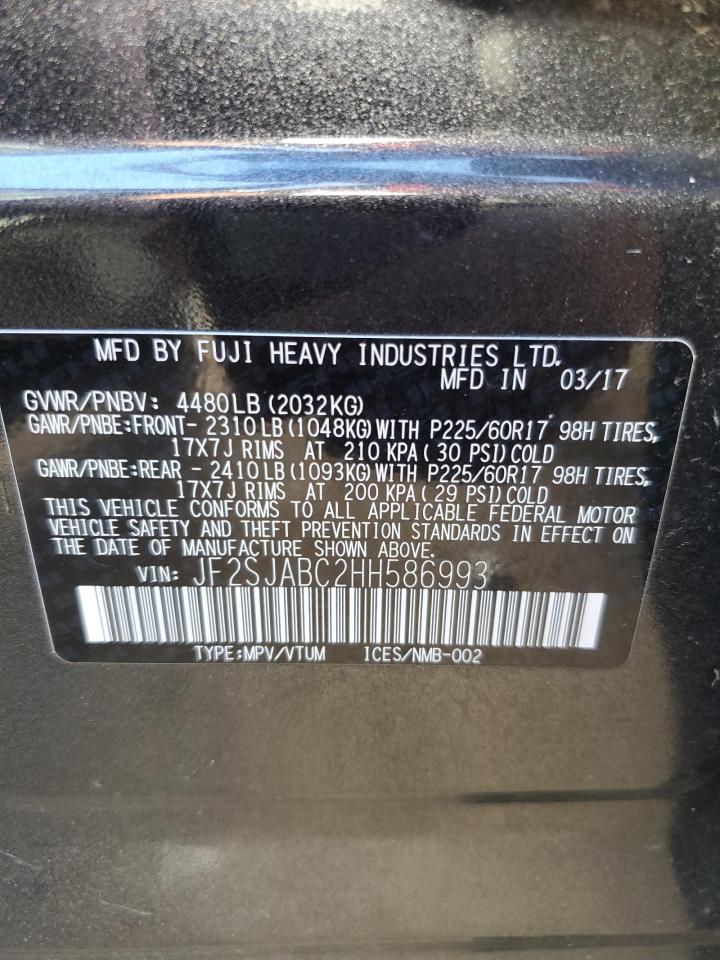 MFD BY FUJI HEAVY INDUSTRIES LTD.
MFD IN 03/17
GVWR/PNBV: 4480LB (2032KG)
GAWR/PNBE:FRONT- 2310LB (1048KG) WITH P225/60R17 98H TIRES,
17X7J RIMS AT 210 KPA ( 30 PSI) COLD
GAWR/PNBE:REAR - 2410LB (1093KG) WITH P225/60R17 98H TIRES,
17X7J RIMS AT 200 KPA ( 29 PSI) COLD
THIS VEHICLE CONFORMS TO ALL APPLICABLE FEDERAL MOTOR
VEHICLE SAFETY AND THEFT PREVENTION STANDARDS IN EFFECT ON
THE DATE OF MANUFACTURE SHOWN ABOVE.
VIN: JF2SJABC2HH586993
TYPE:MPV/VTUM ICES/NMB-002